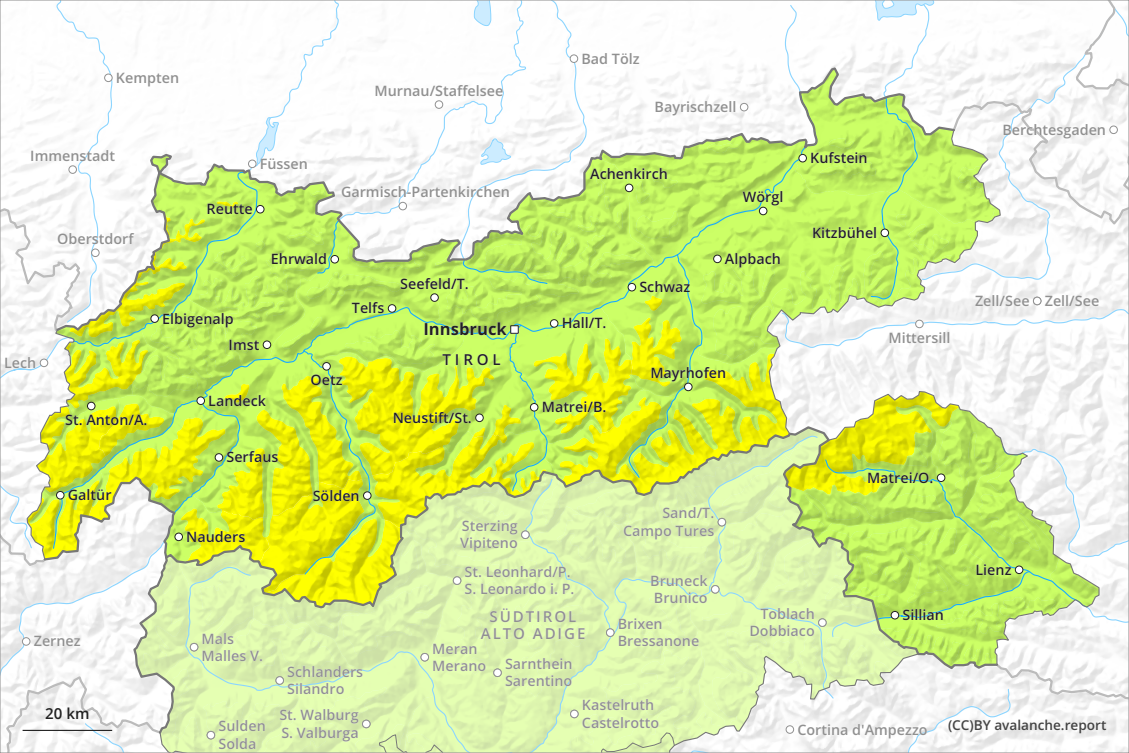 Kempten
Bad Tölz
Murnau/Staffelsee
Bayrischzell
Berchtesgaden
Immenstadt
Füssen
Kufstein
Achenkirch
Garmisch-Partenkirchen
Wörgl
Reutte
Oberstdorf
Kitzbühel
Ehrwald
Alpbach
Seefeld/T.
Schwaz
Zell/See
Zell/See
Telfs
Elbigenalp
Innsbruck
Hall/T.
Mittersill
Imst
TIROL
Lech
Oetz
Mayrhofen
Landeck
St. Anton/A.
Neustift/St.
Matrei/B.
Serfaus
Matrei/O.
Galtür
Sölden
Sand/T.
Campo Tures
Sterzing
Vipiteno
Nauders
St. Leonhard/P.
S. Leonardo i. P.
Bruneck
Brunico
Lienz
SÜDTIROL
ALTO ADIGE
Toblach
Dobbiaco
Sillian
Brixen
Bressanone
Zernez
Mals
Malles V.
Meran
Merano
Sarnthein
Sarentino
Schlanders
Silandro
Kastelruth
Castelrotto
St. Walburg
S. Valburga
20 km
Sulden
Solda
Cortina d'Ampezzo
(CC)BY avalanche.report